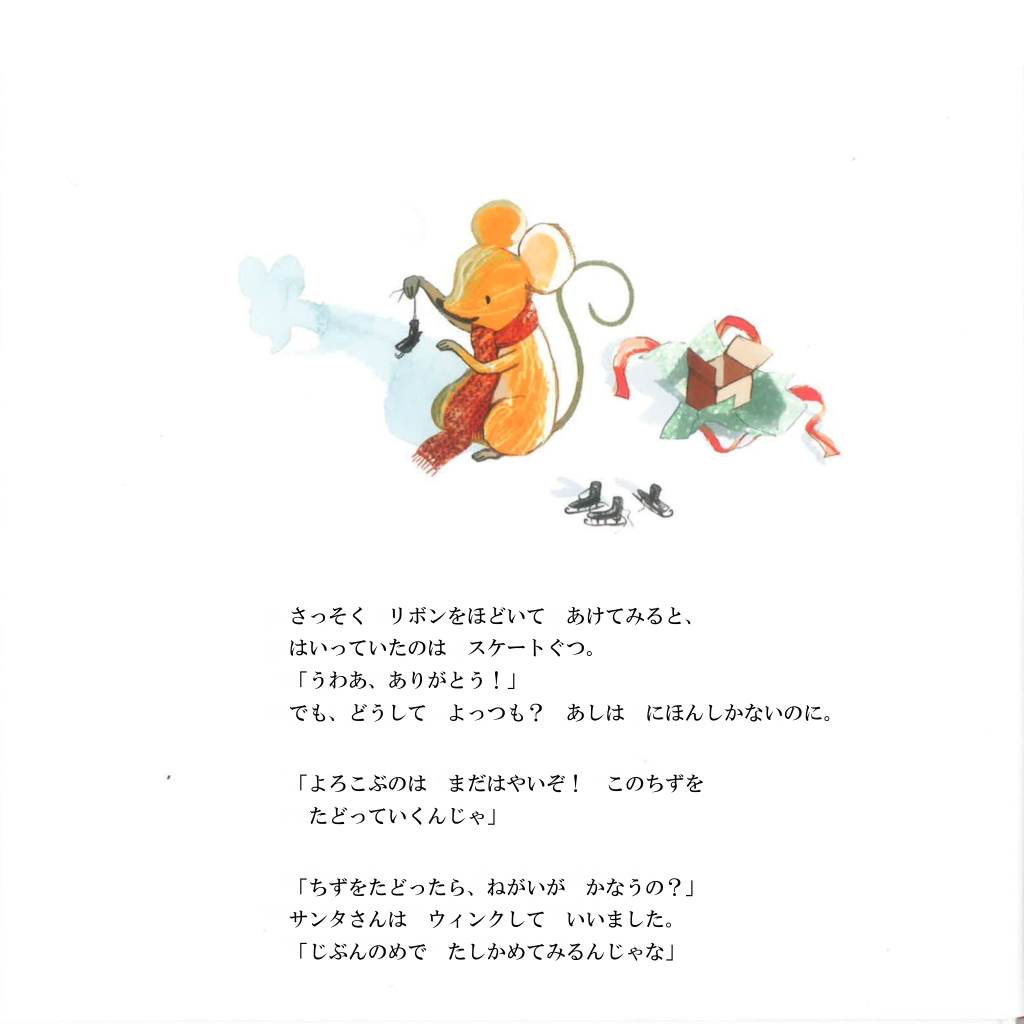 さっそく　リボンをほどいて　あけてみると、
はいっていたのは　スケートぐつ。
「うわあ、ありがとう！」
でも、どうして　よっつも？　あしは　にほんしかないのに。
「よろこぶのは　まだはやいぞ！　このちずを
　たどっていくんじゃ」
「ちずをたどったら、ねがいが　かなうの？」
サンタさんは　ウィンクして　いいました。
「じぶんのめで　たしかめてみるんじゃな」